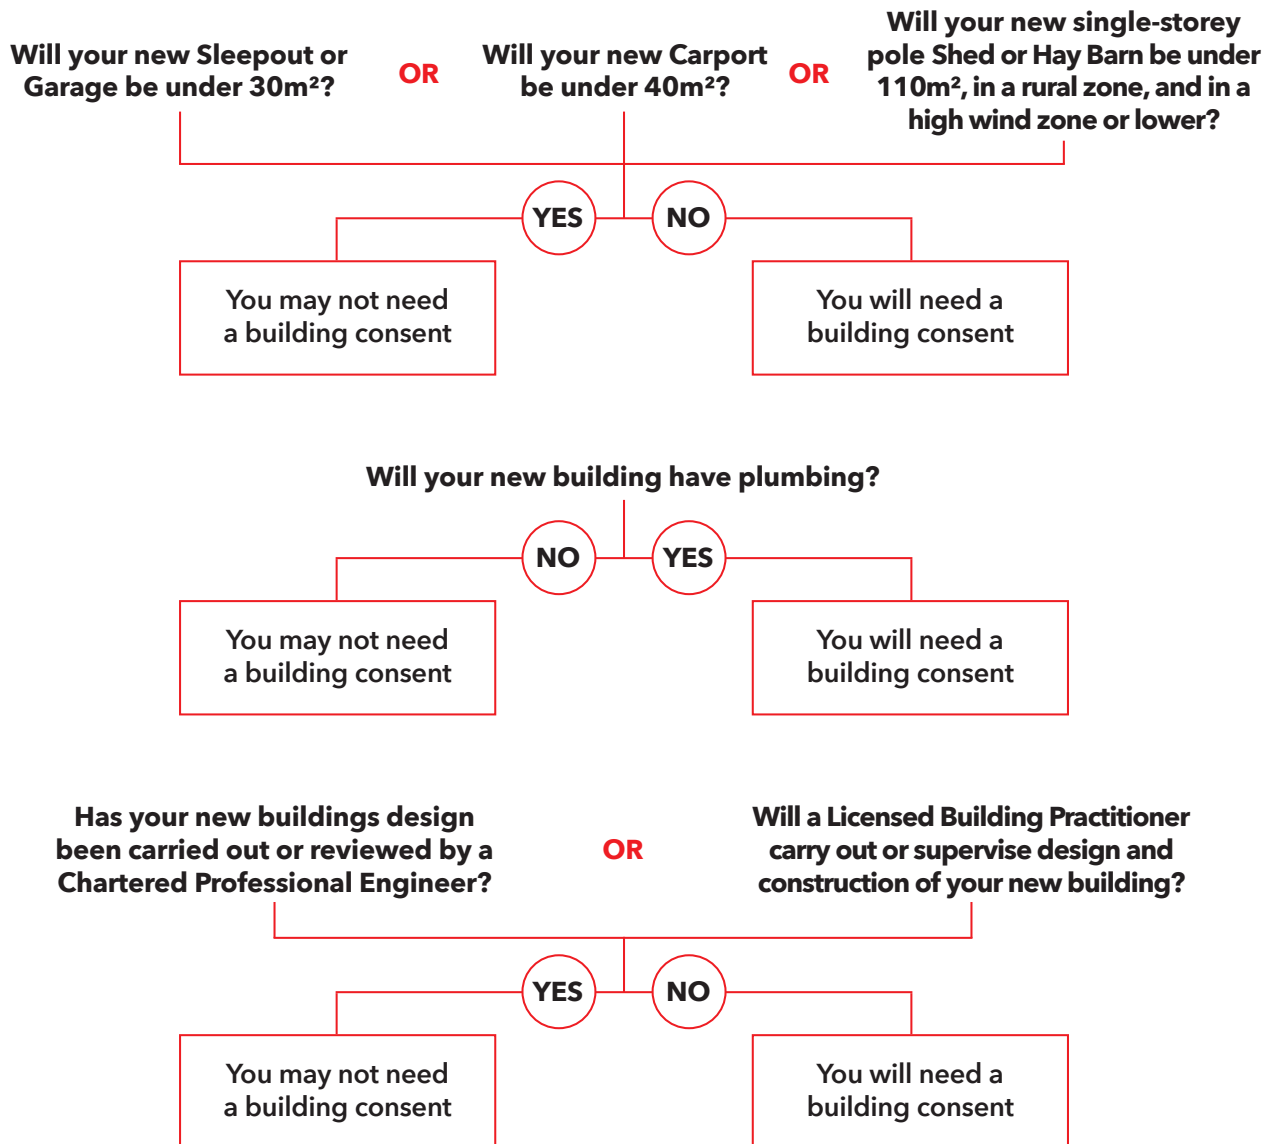 Will your new Sleepout or
Garage be under 30m²?
OR
Will your new Carport
be under 40m²?
OR
Will your new single-storey
pole Shed or Hay Barn be under
110m², in a rural zone, and in a
high wind zone or lower?
YES
NO
You may not need
a building consent
You will need a
building consent
Will your new building have plumbing?
NO
YES
You may not need
a building consent
You will need a
building consent
Has your new buildings design
been carried out or reviewed by a
Chartered Professional Engineer?
OR
Will a Licensed Building Practitioner
carry out or supervise design and
construction of your new building?
YES
NO
You may not need
a building consent
You will need a
building consent